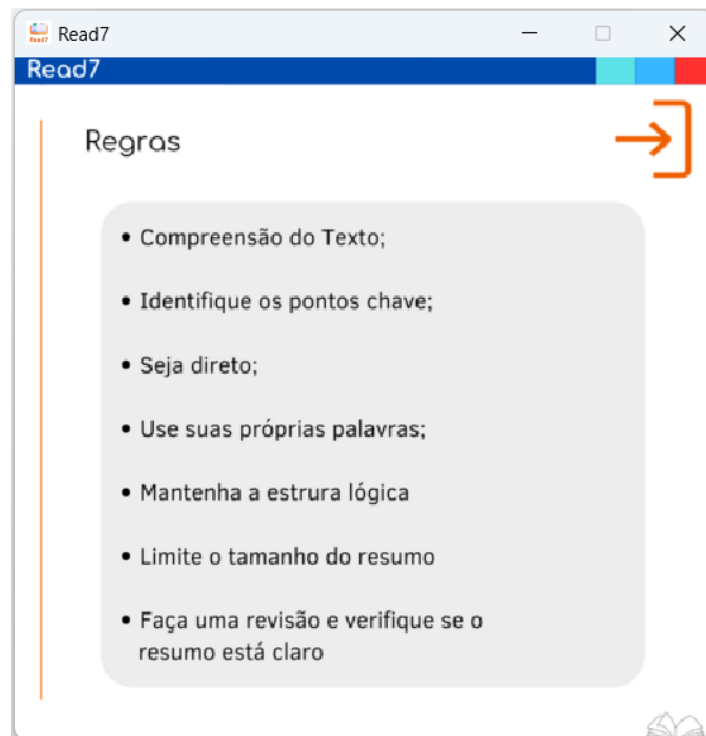 Read7
Read7
Regras
• Compreensão do Texto;
• Identifique os pontos chave;
• Seja direto;
• Use suas próprias palavras;
• Mantenha a estrura lógica
• Limite o tamanho do resumo
• Faça uma revisão e verifique se o
resumo está claro